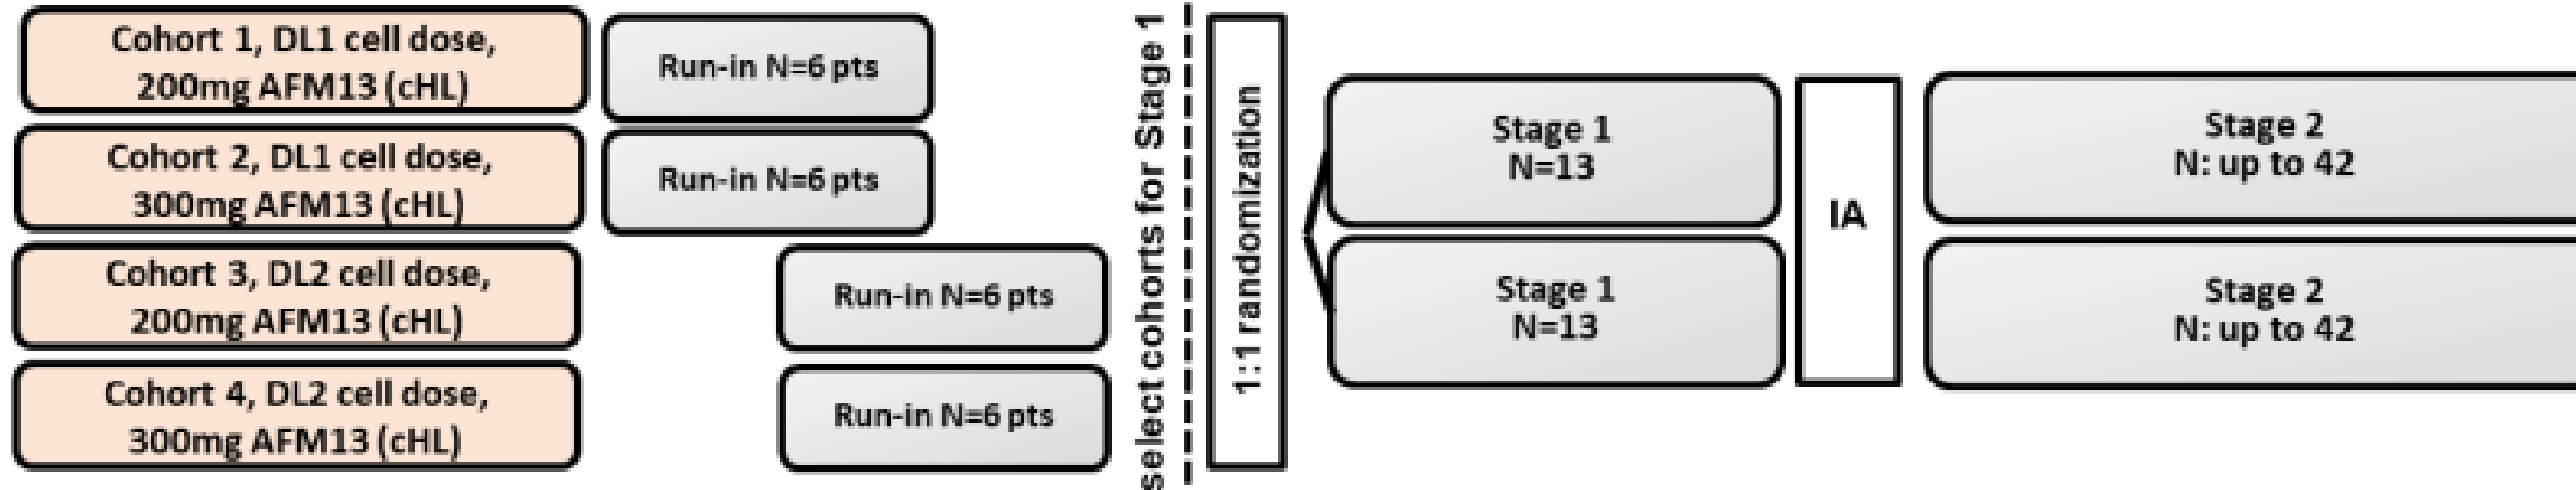 Cohort 1, DL1 cell dose,
200mg AFM13 (cHL)
Run-in N=6 pts
Cohort 2, DL1 cell dose,
300mg AFM13 (cHL)
Run-in N=6 pts
Cohort 3, DL2 cell dose,
200mg AFM13 (cHL)
Run-in N=6 pts
Cohort 4, DL2 cell dose,
300mg AFM13 (cHL)
Run-in N=6 pts
select cohorts for Stage 1
1:1 randomization
Stage 1
N=13
Stage 1
N=13
IA
Stage 2
N: up to 42
Stage 2
N: up to 42